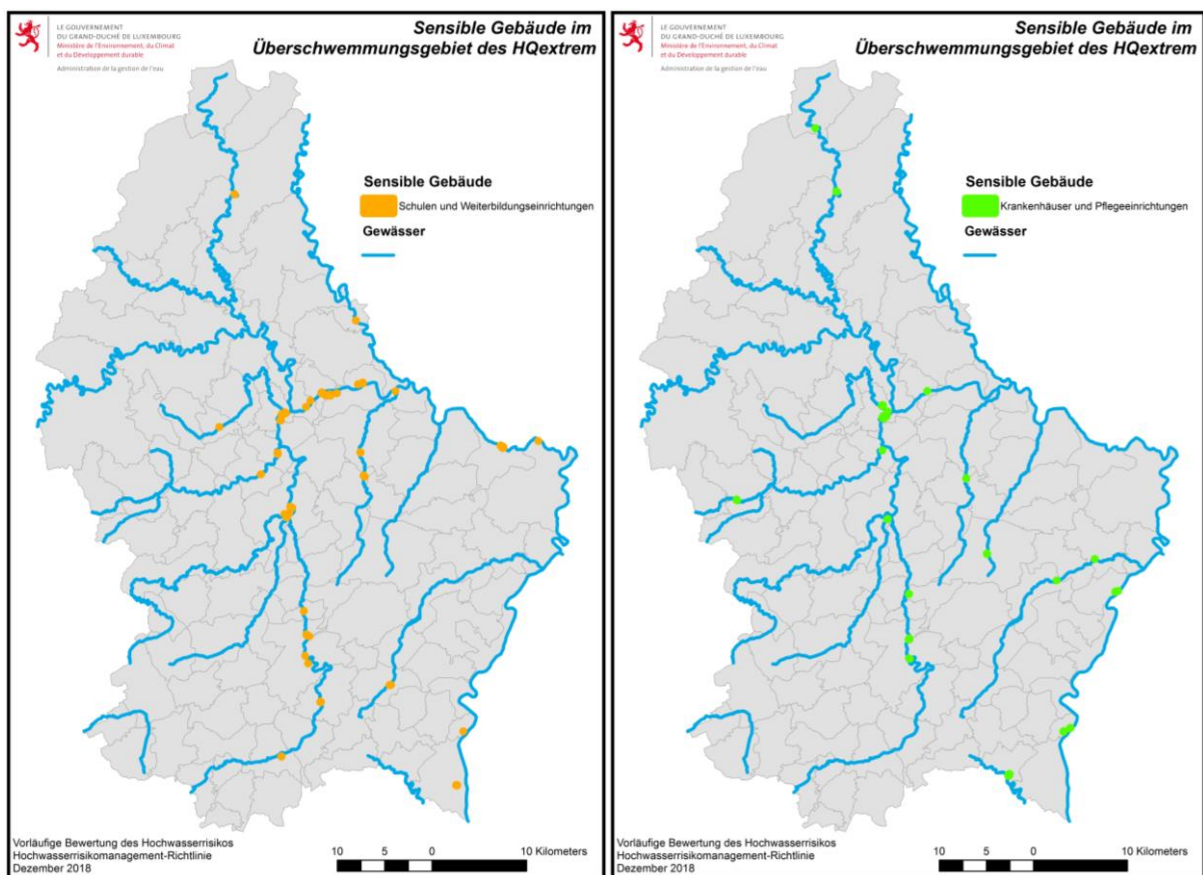 LE GOUVERNEMENT
DU GRAND-DUCHÉ DE LUXEMBOURG
Ministère de l'Environnement, du Climat
et du Développement durable
Administration de la gestion de l'eau
Sensible Gebäude im
Überschwemmungsgebiet des HQextrem
Sensible Gebäude
Schulen und Weiterbildungseinrichtungen
Gewässer
Vorläufige Bewertung des Hochwasserrisikos
Hochwasserrisikomanagement-Richtlinie
Dezember 2018
10 5 0 10 Kilometers
LE GOUVERNEMENT
DU GRAND-DUCHÉ DE LUXEMBOURG
Ministère de l'Environnement, du Climat
et du Développement durable
Administration de la gestion de l'eau
Sensible Gebäude im
Überschwemmungsgebiet des HQextrem
Sensible Gebäude
Krankenhäuser und Pflegeeinrichtungen
Gewässer
Vorläufige Bewertung des Hochwasserrisikos
Hochwasserrisikomanagement-Richtlinie
Dezember 2018
10 5 0 10 Kilometers